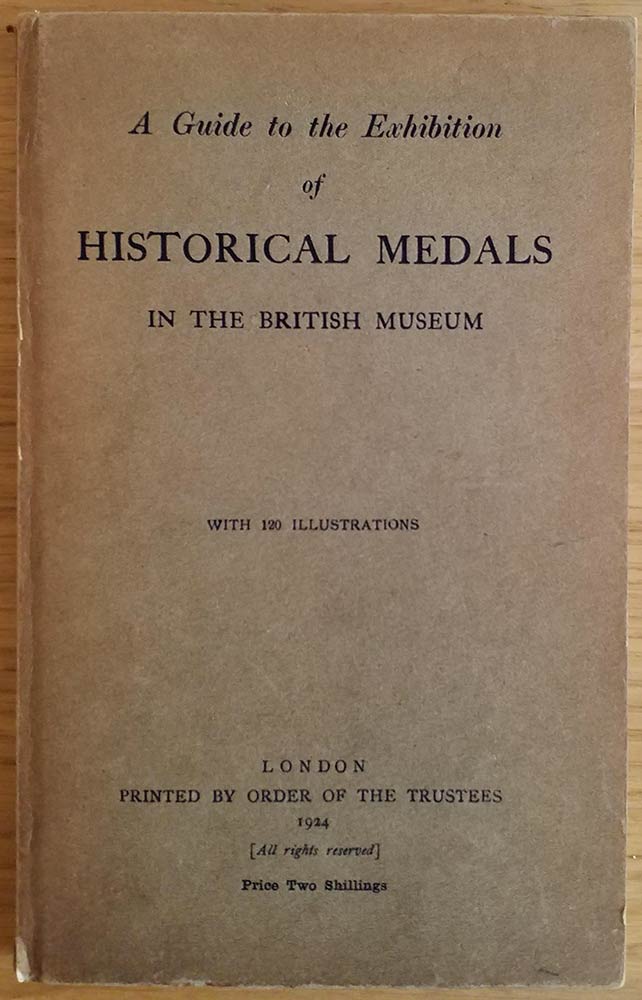 A Guide to the Exhibition
of
HISTORICAL MEDALS
IN THE BRITISH MUSEUM
WITH 120 ILLUSTRATIONS
LONDON
PRINTED BY ORDER OF THE TRUSTEES
1924
[All rights reserved]
Price Two Shillings